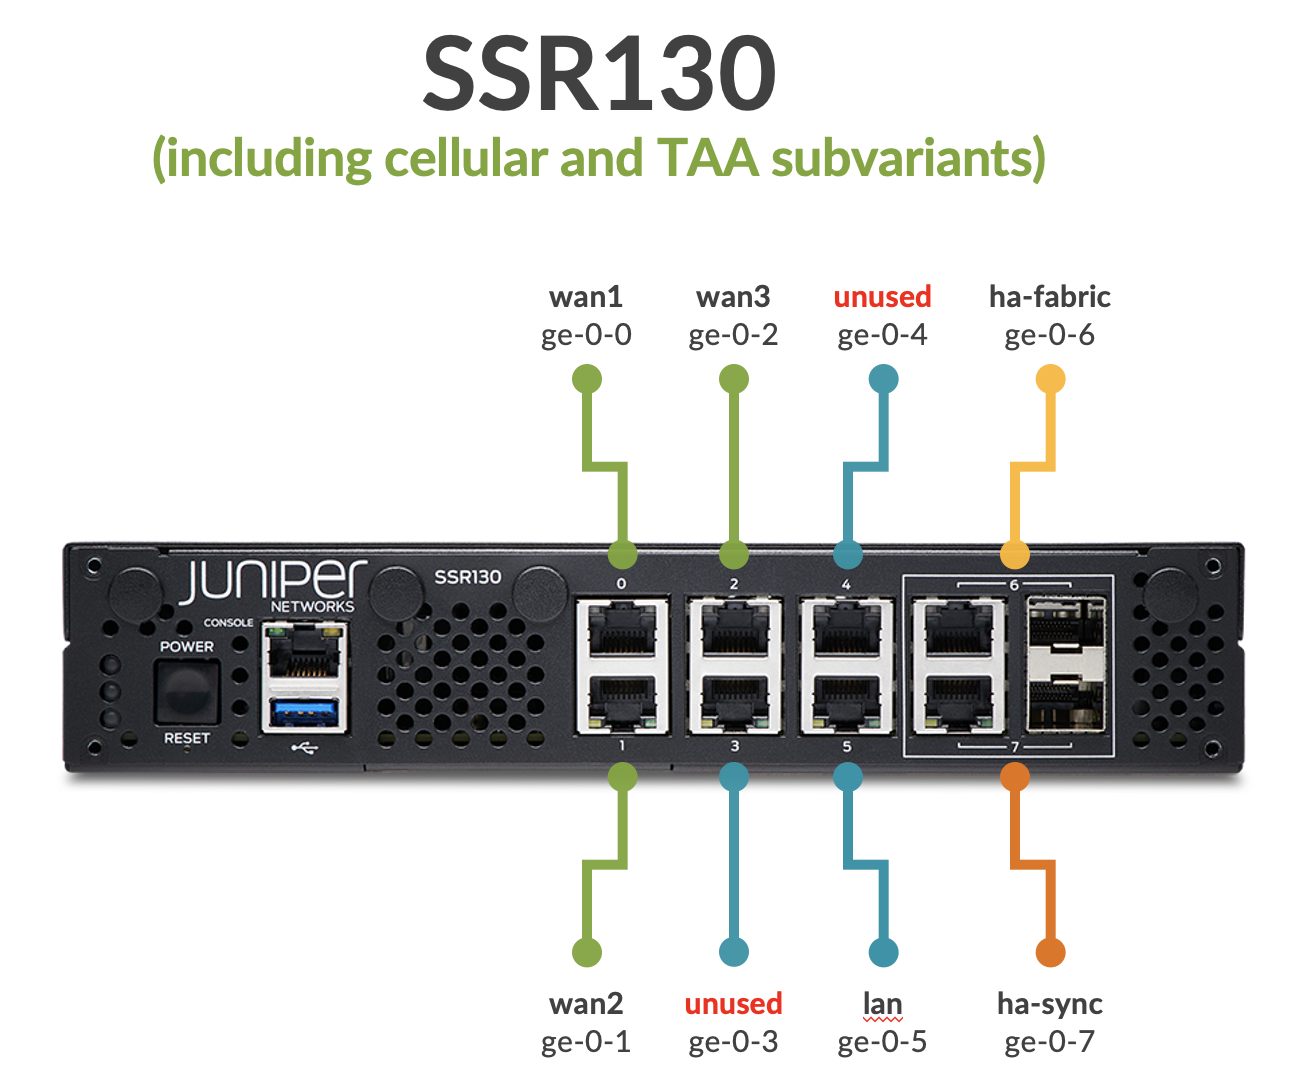 SSR130
(including cellular and TAA subvariants)
wan1
ge-0-0
wan3
ge-0-2
unused
ge-0-4
ha-fabric
ge-0-6
JUNIPER
NETWORKS
SSR130
CONSOLE
POWER
RESET
0
2
4
6
1
3
5
7
wan2
ge-0-1
unused
ge-0-3
lan
ge-0-5
ha-sync
ge-0-7